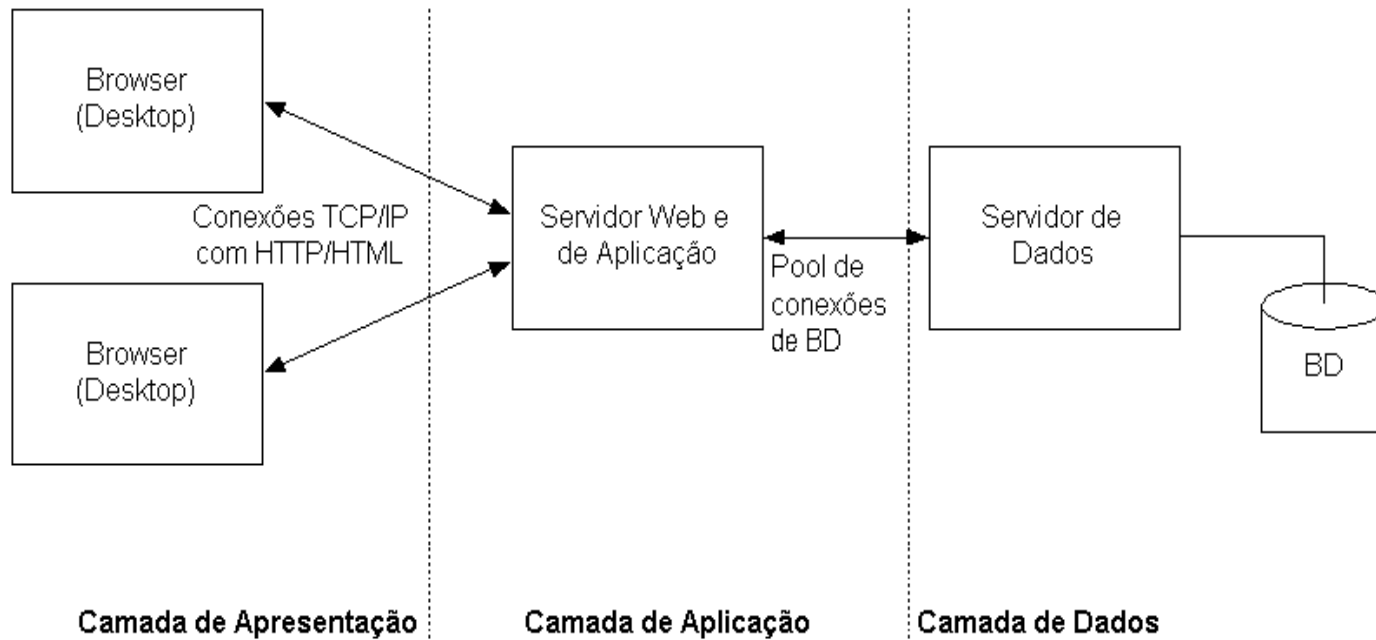 Browser
(Desktop)
Conexões TCP/IP
com HTTP/HTML
Browser
(Desktop)
Servidor Web e
de Aplicação
Pool de
conexões
de BD
Servidor de
Dados
BD
Camada de Apresentação
Camada de Aplicação
Camada de Dados